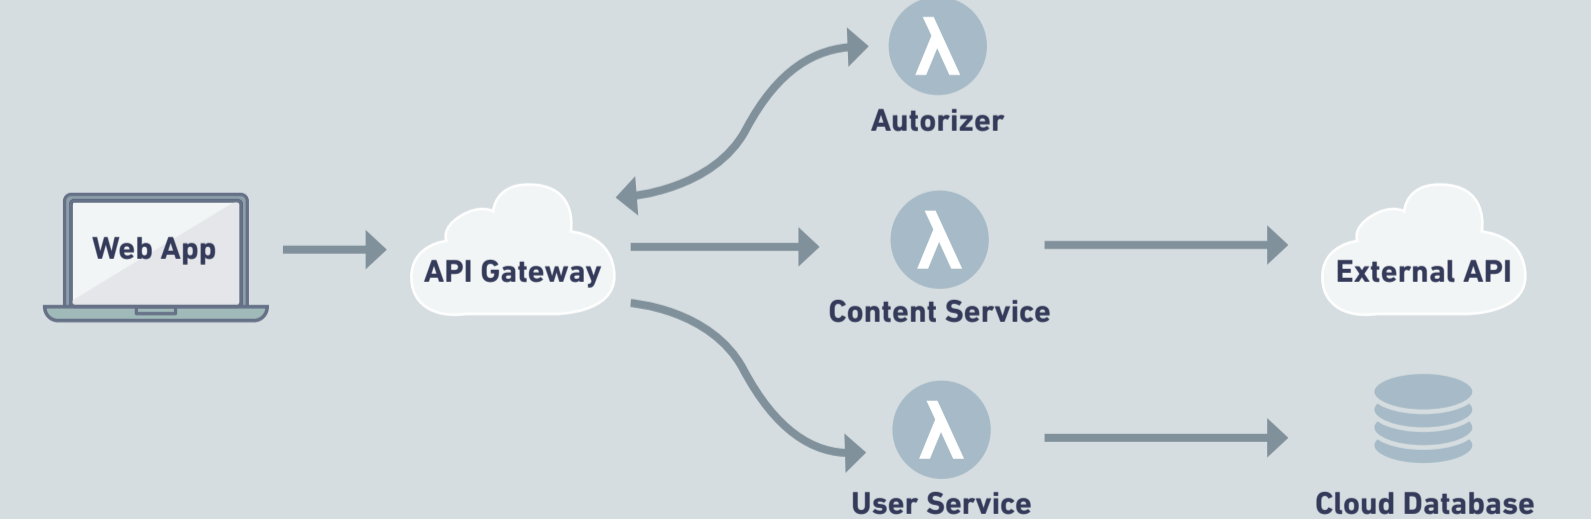 λ
Autorizer
Web App
API Gateway
λ
Content Service
External API
λ
User Service
Cloud Database